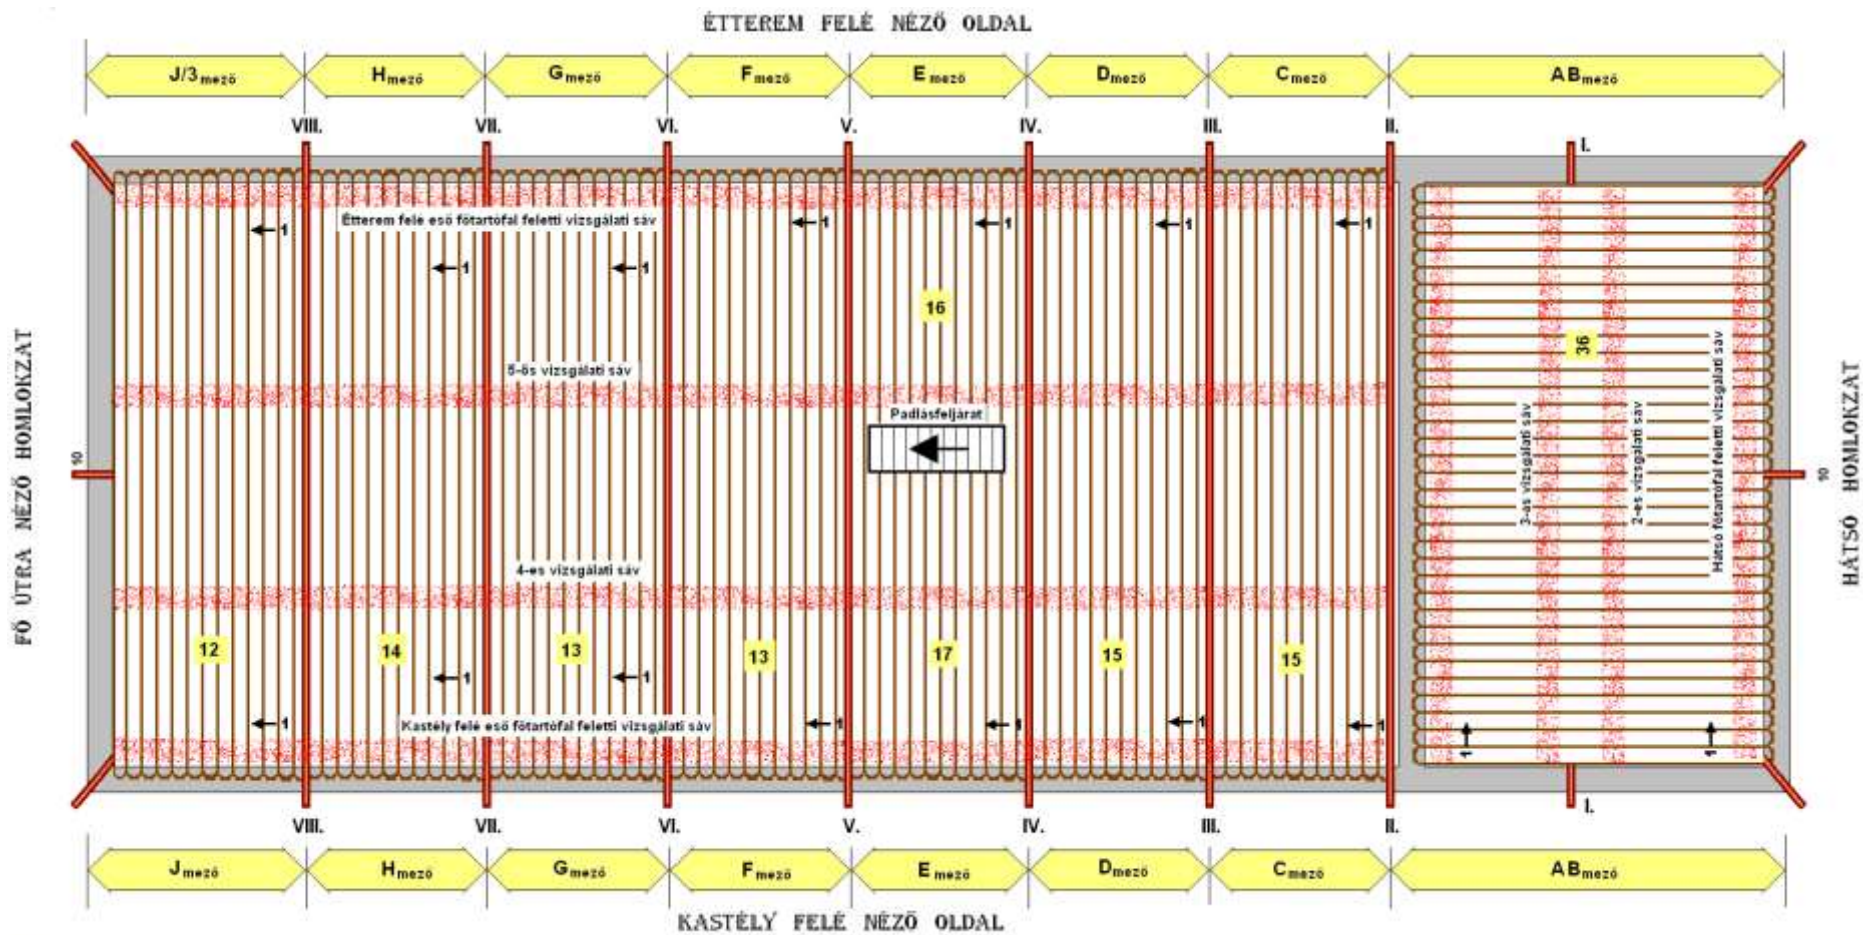 ÉTTEREM FELÉ NÉZŐ OLDAL
J/3mező Hmező Gmező Fmező Emező Dmező Cmező ABmező
VIII. VII. VI. V. IV. III. II. I.
Étterem felé eső főtartófal feletti vizsgálati sáv
1 1 1 1 1
1 1
16
36
5-ös vizsgálati sáv
Padlásfeljárat
FŐ ÚTRA NÉZŐ HOMLOKZAT
10
3-as vizsgálati sáv
2-es vizsgálati sáv
Hátsó főtartófal feletti vizsgálati sáv
10
HÁTSÓ HOMLOKZAT
4-es vizsgálati sáv
12 14 13 13 17 15 15
1 1
Kastély felé eső főtartófal feletti vizsgálati sáv
1 1 1 1 1
1 1
VIII. VII. VI. V. IV. III. II. I.
Jmező Hmező Gmező Fmező Emező Dmező Cmező ABmező
KASTÉLY FELÉ NÉZŐ OLDAL